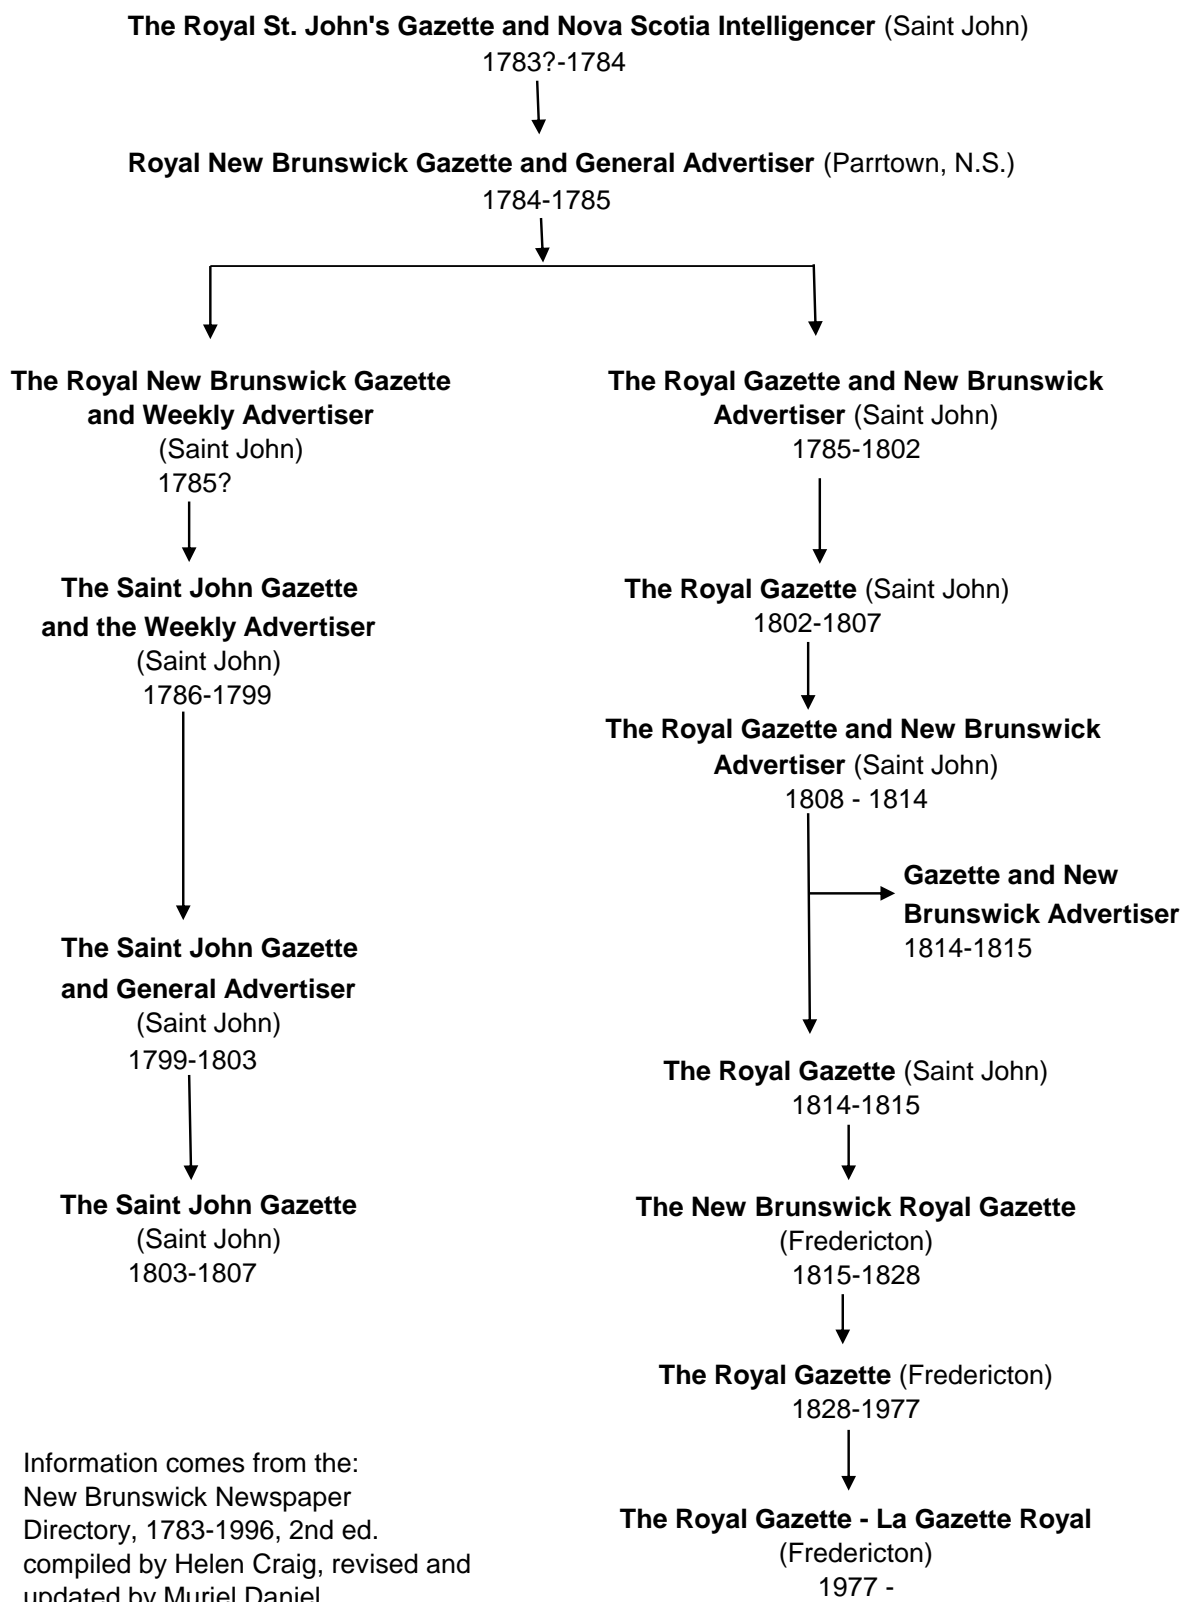 The Royal St. John's Gazette and Nova Scotia Intelligencer (Saint John)
1783?-1784
Royal New Brunswick Gazette and General Advertiser (Parrtown, N.S.)
1784-1785
The Royal New Brunswick Gazette
and Weekly Advertiser
(Saint John)
1785?
The Saint John Gazette
and the Weekly Advertiser
(Saint John)
1786-1799
The Saint John Gazette
and General Advertiser
(Saint John)
1799-1803
The Saint John Gazette
(Saint John)
1803-1807
The Royal Gazette and New Brunswick
Advertiser (Saint John)
1785-1802
The Royal Gazette (Saint John)
1802-1807
The Royal Gazette and New Brunswick
Advertiser (Saint John)
1808 - 1814
Gazette and New
Brunswick Advertiser
1814-1815
The Royal Gazette (Saint John)
1814-1815
The New Brunswick Royal Gazette
(Fredericton)
1815-1828
The Royal Gazette (Fredericton)
1828-1977
The Royal Gazette - La Gazette Royal
(Fredericton)
1977 -
Information comes from the:
New Brunswick Newspaper
Directory, 1783-1996, 2nd ed.
compiled by Helen Craig, revised and
updated by Muriel Daniel